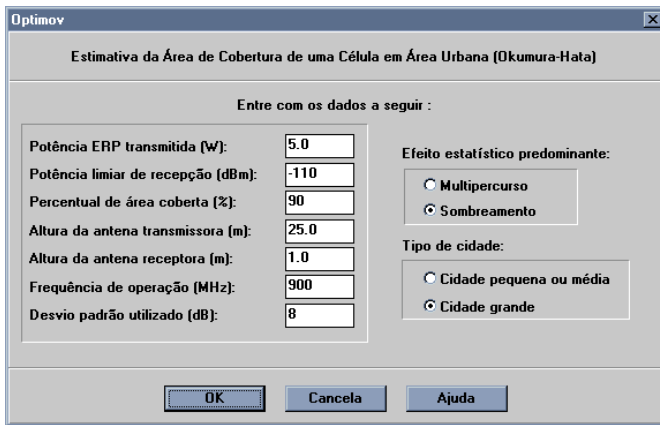 Optimov
Estimativa da Área de Cobertura de uma Célula em Área Urbana (Okumura-Hata)
Entre com os dados a seguir :
Potência ERP transmitida (W): 5.0
Potência limiar de recepção (dBm): -110
Percentual de área coberta (%): 90
Altura da antena transmissora (m): 25.0
Altura da antena receptora (m): 1.0
Frequência de operação (MHz): 900
Desvio padrão utilizado (dB): 8
Efeito estatístico predominante:
Multipercurso
Sombreamento
Tipo de cidade:
Cidade pequena ou média
Cidade grande
OK Cancela Ajuda